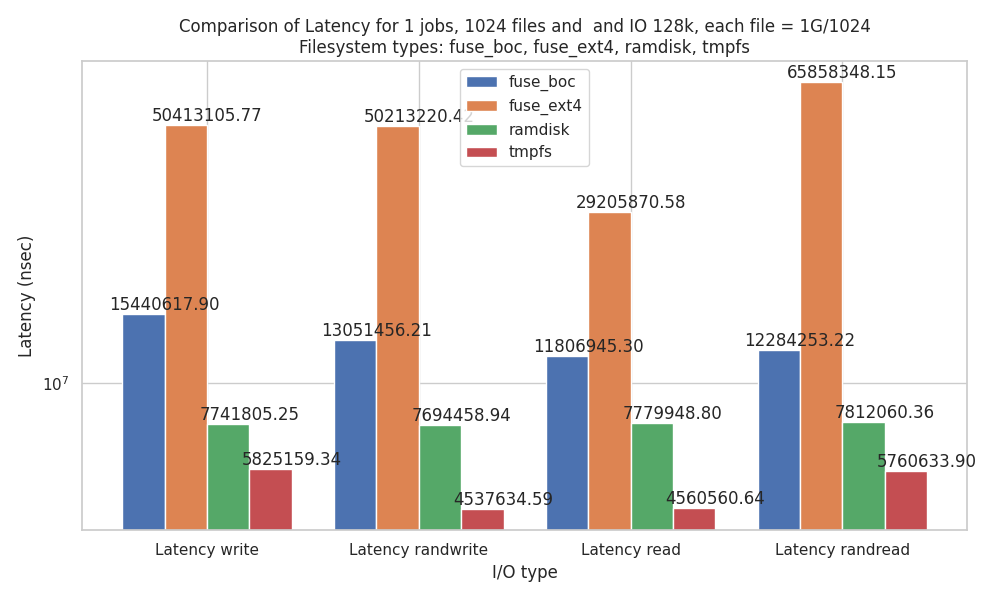 Comparison of Latency for 1 jobs, 1024 files and  and IO 128k, each file = 1G/1024
Filesystem types: fuse_boc, fuse_ext4, ramdisk, tmpfs
fuse_boc
fuse_ext4
ramdisk
tmpfs
Latency (nsec)
10⁷
15440617.90
50413105.77
7741805.25
5825159.34
13051456.21
50213220.42
7694458.94
4537634.59
11806945.30
29205870.58
7779948.80
4560560.64
12284253.22
65858348.15
7812060.36
5760633.90
Latency write
Latency randwrite
Latency read
Latency randread
I/O type